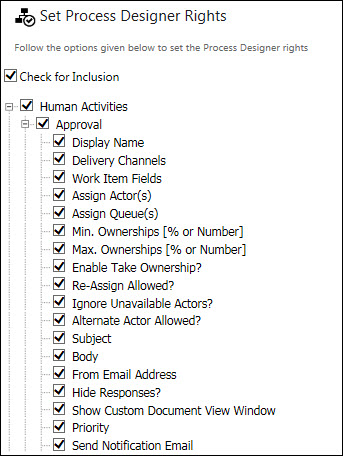 Set Process Designer Rights
Follow the options given below to set the Process Designer rights
Check for Inclusion
Human Activities
Approval
Display Name
Delivery Channels
Work Item Fields
Assign Actor(s)
Assign Queue(s)
Min. Ownerships [% or Number]
Max. Ownerships [% or Number]
Enable Take Ownership?
Re-Assign Allowed?
Ignore Unavailable Actors?
Alternate Actor Allowed?
Subject
Body
From Email Address
Hide Responses?
Show Custom Document View Window
Priority
Send Notification Email